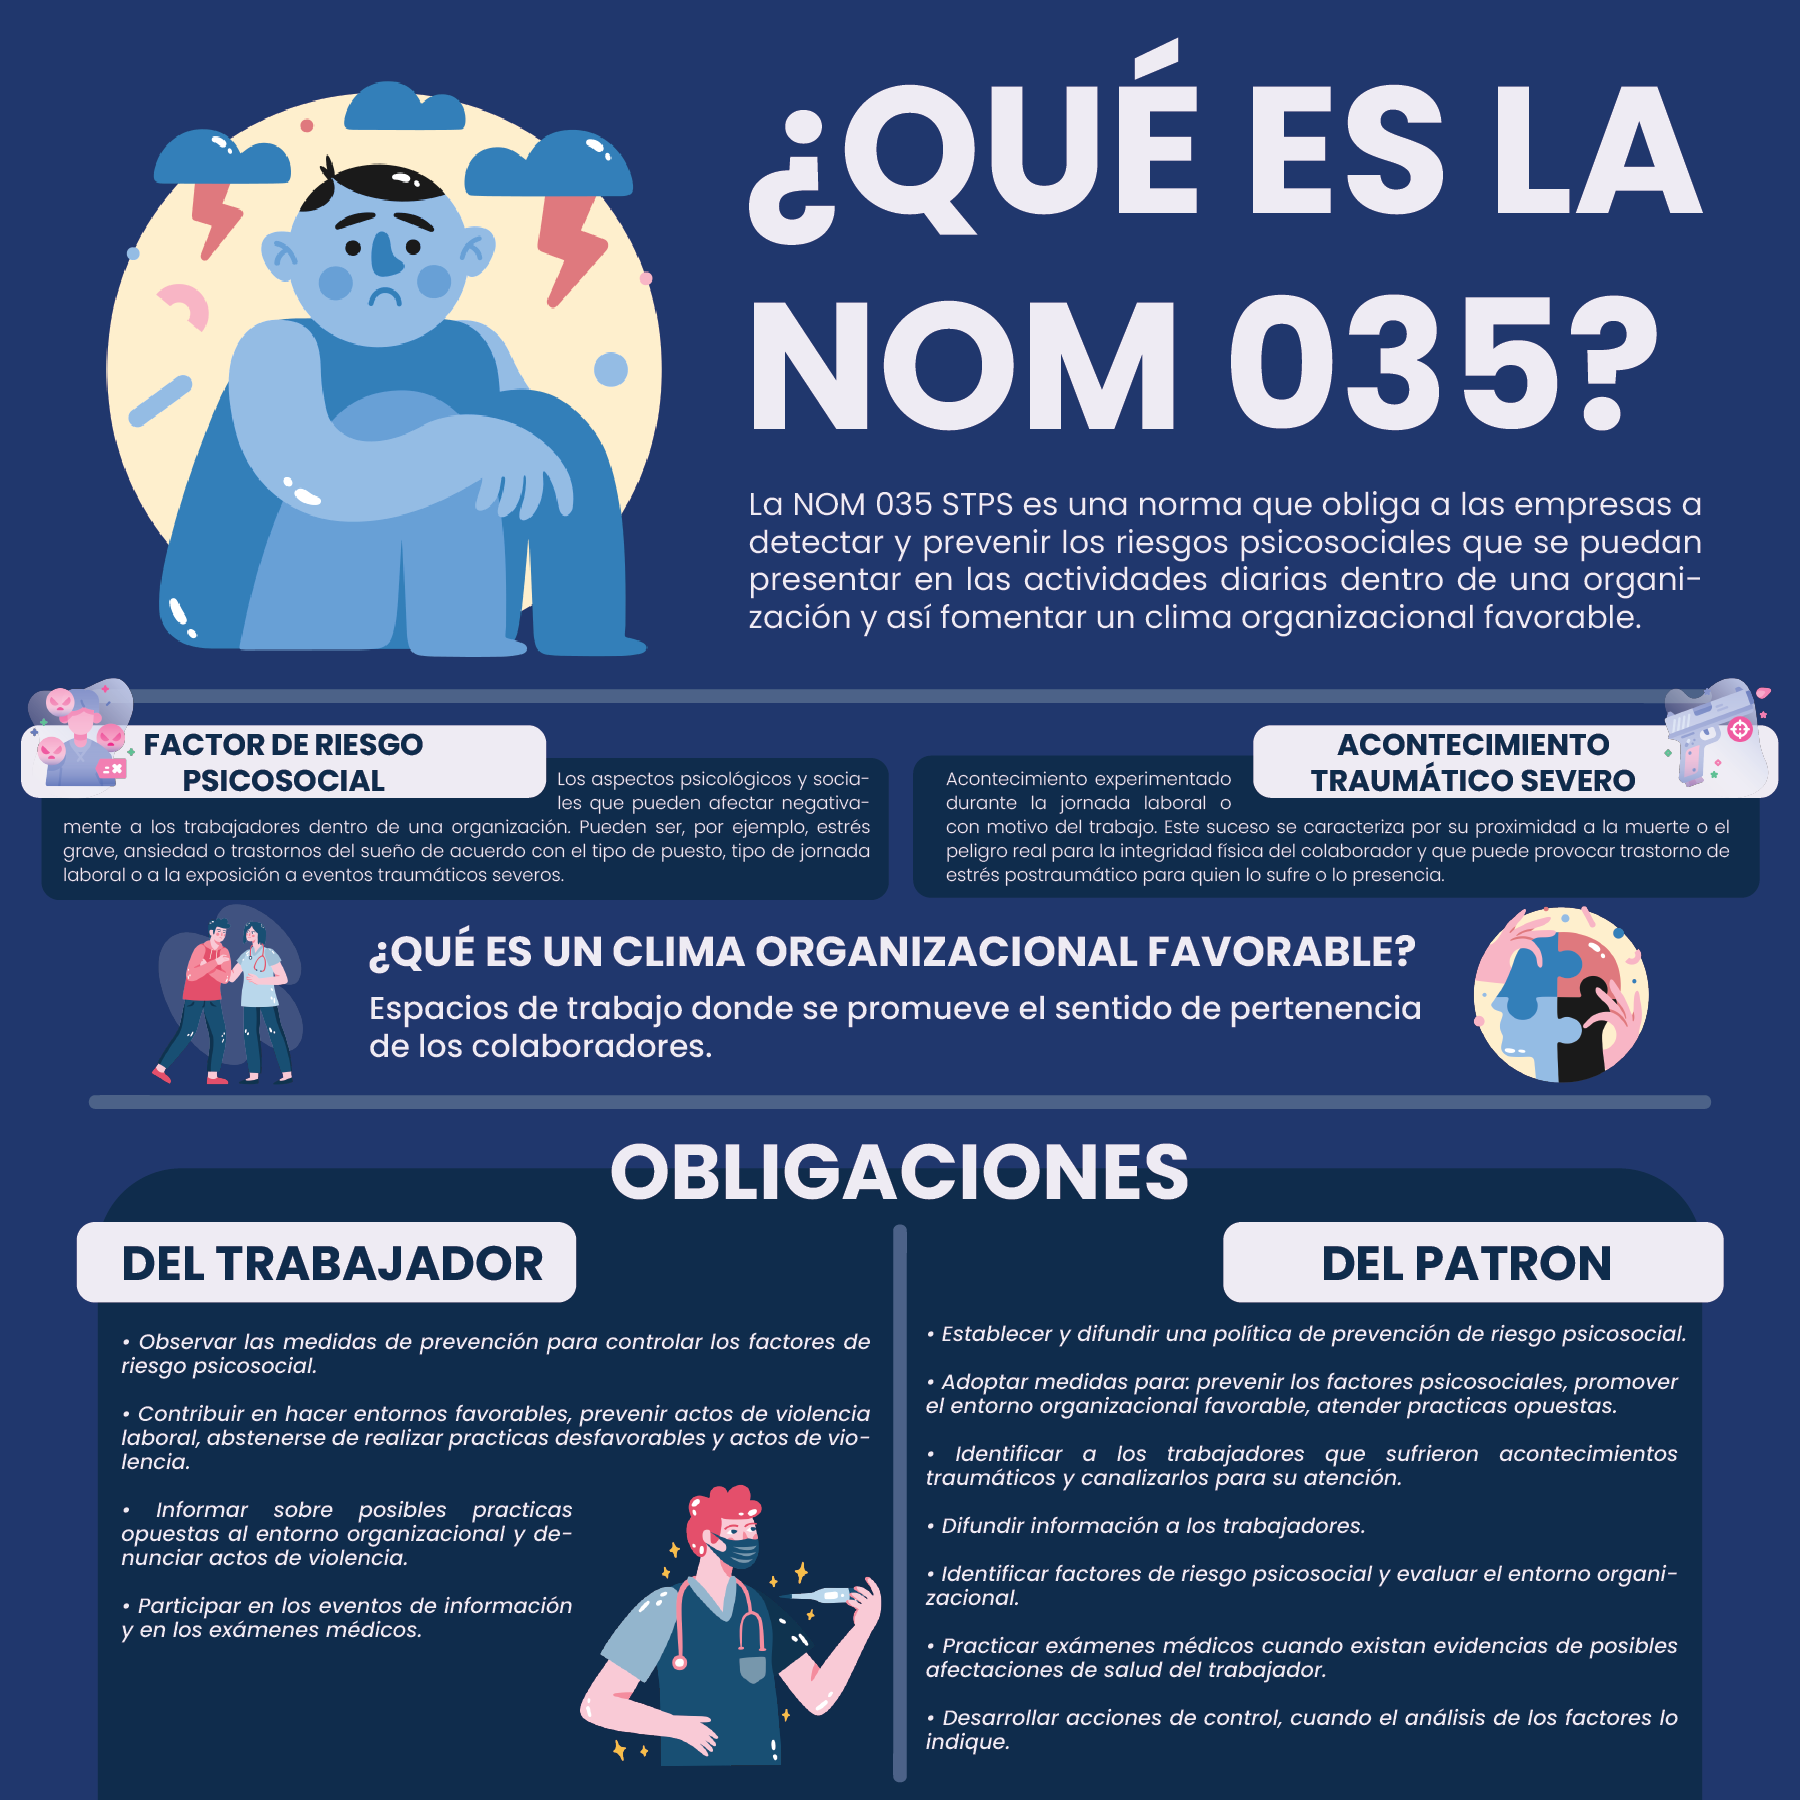 ¿QUÉ ES LA
NOM 035?
La NOM 035 STPS es una norma que obliga a las empresas a
detectar y prevenir los riesgos psicosociales que se puedan
presentar en las actividades diarias dentro de una organi-
zación y así fomentar un clima organizacional favorable.
FACTOR DE RIESGO
PSICOSOCIAL
Los aspectos psicológicos y socia-
les que pueden afectar negativa-
mente a los trabajadores dentro de una organización. Pueden ser, por ejemplo, estrés
grave, ansiedad o trastornos del sueño de acuerdo con el tipo de puesto, tipo de jornada
laboral o a la exposición a eventos traumáticos severos.
ACONTECIMIENTO
TRAUMÁTICO SEVERO
Acontecimiento experimentado
durante la jornada laboral o
con motivo del trabajo. Este suceso se caracteriza por su proximidad a la muerte o el
peligro real para la integridad física del colaborador y que puede provocar trastorno de
estrés postraumático para quien lo sufre o lo presencia.
¿QUÉ ES UN CLIMA ORGANIZACIONAL FAVORABLE?
Espacios de trabajo donde se promueve el sentido de pertenencia
de los colaboradores.
OBLIGACIONES
DEL TRABAJADOR
• Observar las medidas de prevención para controlar los factores de
riesgo psicosocial.
• Contribuir en hacer entornos favorables, prevenir actos de violencia
laboral, abstenerse de realizar practicas desfavorables y actos de vio-
lencia.
• Informar sobre posibles practicas
opuestas al entorno organizacional y de-
nunciar actos de violencia.
• Participar en los eventos de información
y en los exámenes médicos.
DEL PATRON
• Establecer y difundir una política de prevención de riesgo psicosocial.
• Adoptar medidas para: prevenir los factores psicosociales, promover
el entorno organizacional favorable, atender practicas opuestas.
• Identificar a los trabajadores que sufrieron acontecimientos
traumáticos y canalizarlos para su atención.
• Difundir información a los trabajadores.
• Identificar factores de riesgo psicosocial y evaluar el entorno organi-
zacional.
• Practicar exámenes médicos cuando existan evidencias de posibles
afectaciones de salud del trabajador.
• Desarrollar acciones de control, cuando el análisis de los factores lo
indique.